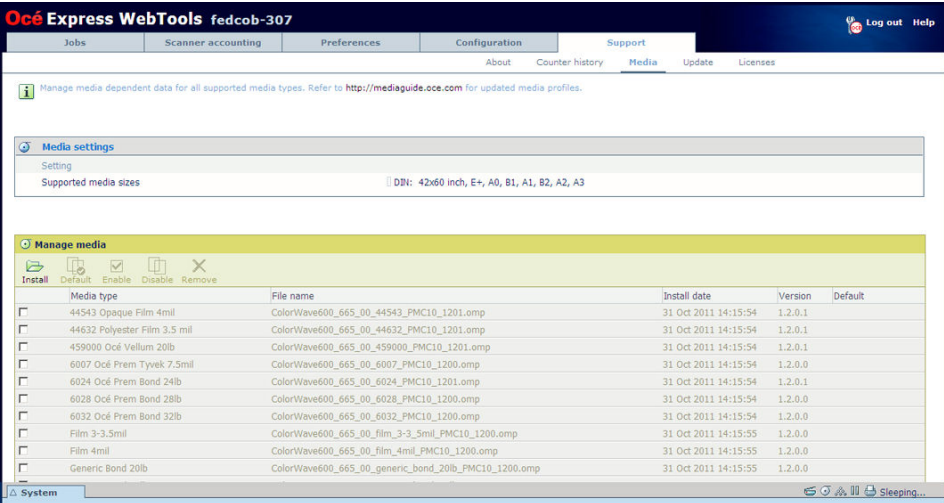 Océ Express WebTools fedcob-307
Log out Help
Jobs Scanner accounting Preferences Configuration Support
About Counter history Media Update Licenses
Manage media dependent data for all supported media types. Refer to http://mediaguide.oce.com for updated media profiles.
Media settings
Setting
Supported media sizes DIN: 42x60 inch, E+, A0, B1, A1, B2, A2, A3
Manage media
Install Default Enable Disable Remove
Media type File name Install date Version Default
44543 Opaque Film 4mil ColorWave600_665_00_44543_PMC10_1201.omp 31 Oct 2011 14:15:54 1.2.0.1
44632 Polyester Film 3.5 mil ColorWave600_665_00_44632_PMC10_1201.omp 31 Oct 2011 14:15:54 1.2.0.1
459000 Océ Vellum 20lb ColorWave600_665_00_459000_PMC10_1201.omp 31 Oct 2011 14:15:54 1.2.0.1
6007 Océ Prem Tyvek 7.5mil ColorWave600_665_00_6007_PMC10_1200.omp 31 Oct 2011 14:15:54 1.2.0.0
6024 Océ Prem Bond 24lb ColorWave600_665_00_6024_PMC10_1201.omp 31 Oct 2011 14:15:54 1.2.0.1
6028 Océ Prem Bond 28lb ColorWave600_665_00_6028_PMC10_1200.omp 31 Oct 2011 14:15:54 1.2.0.0
6032 Océ Prem Bond 32lb ColorWave600_665_00_6032_PMC10_1200.omp 31 Oct 2011 14:15:54 1.2.0.0
Film 3-3.5mil ColorWave600_665_00_film_3-3_5mil_PMC10_1200.omp 31 Oct 2011 14:15:55 1.2.0.0
Film 4mil ColorWave600_665_00_film_4mil_PMC10_1200.omp 31 Oct 2011 14:15:55 1.2.0.0
Generic Bond 20lb ColorWave600_665_00_generic_bond_20lb_PMC10_1200.omp 31 Oct 2011 14:15:55 1.2.0.0
System Sleeping...